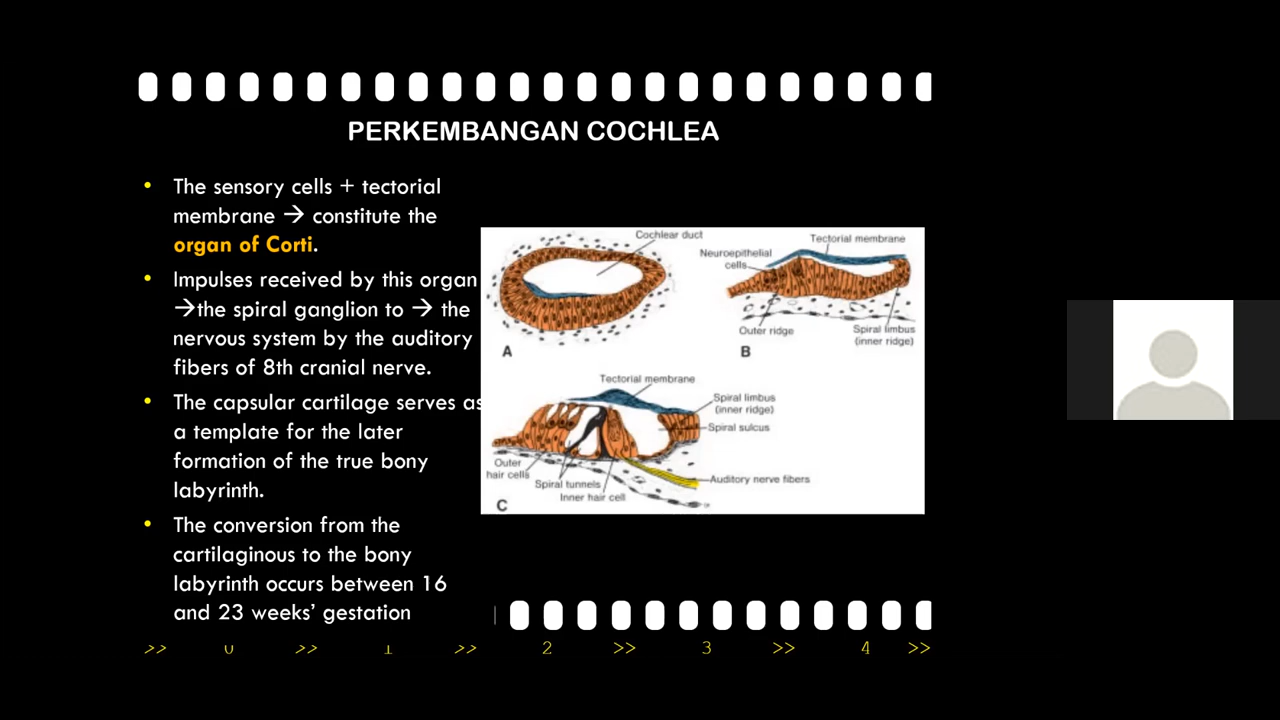 PERKEMBANGAN COCHLEA
• The sensory cells + tectorial
membrane → constitute the
organ of Corti.
• Impulses received by this organ
→the spiral ganglion to → the
nervous system by the auditory
fibers of 8th cranial nerve.
• The capsular cartilage serves as
a template for the later
formation of the true bony
labyrinth.
• The conversion from the
cartilaginous to the bony
labyrinth occurs between 16
and 23 weeks’ gestation
Cochlear duct
A
Tectorial membrane
Neuroepithelial
cells
Outer ridge
Spiral limbus
(inner ridge)
B
Tectorial membrane
Spiral limbus
(inner ridge)
Spiral sulcus
Outer
hair cells
Spiral tunnels
Inner hair cell
Auditory nerve fibers
C
>> 0 >> 1 >> 2 >> 3 >> 4 >>